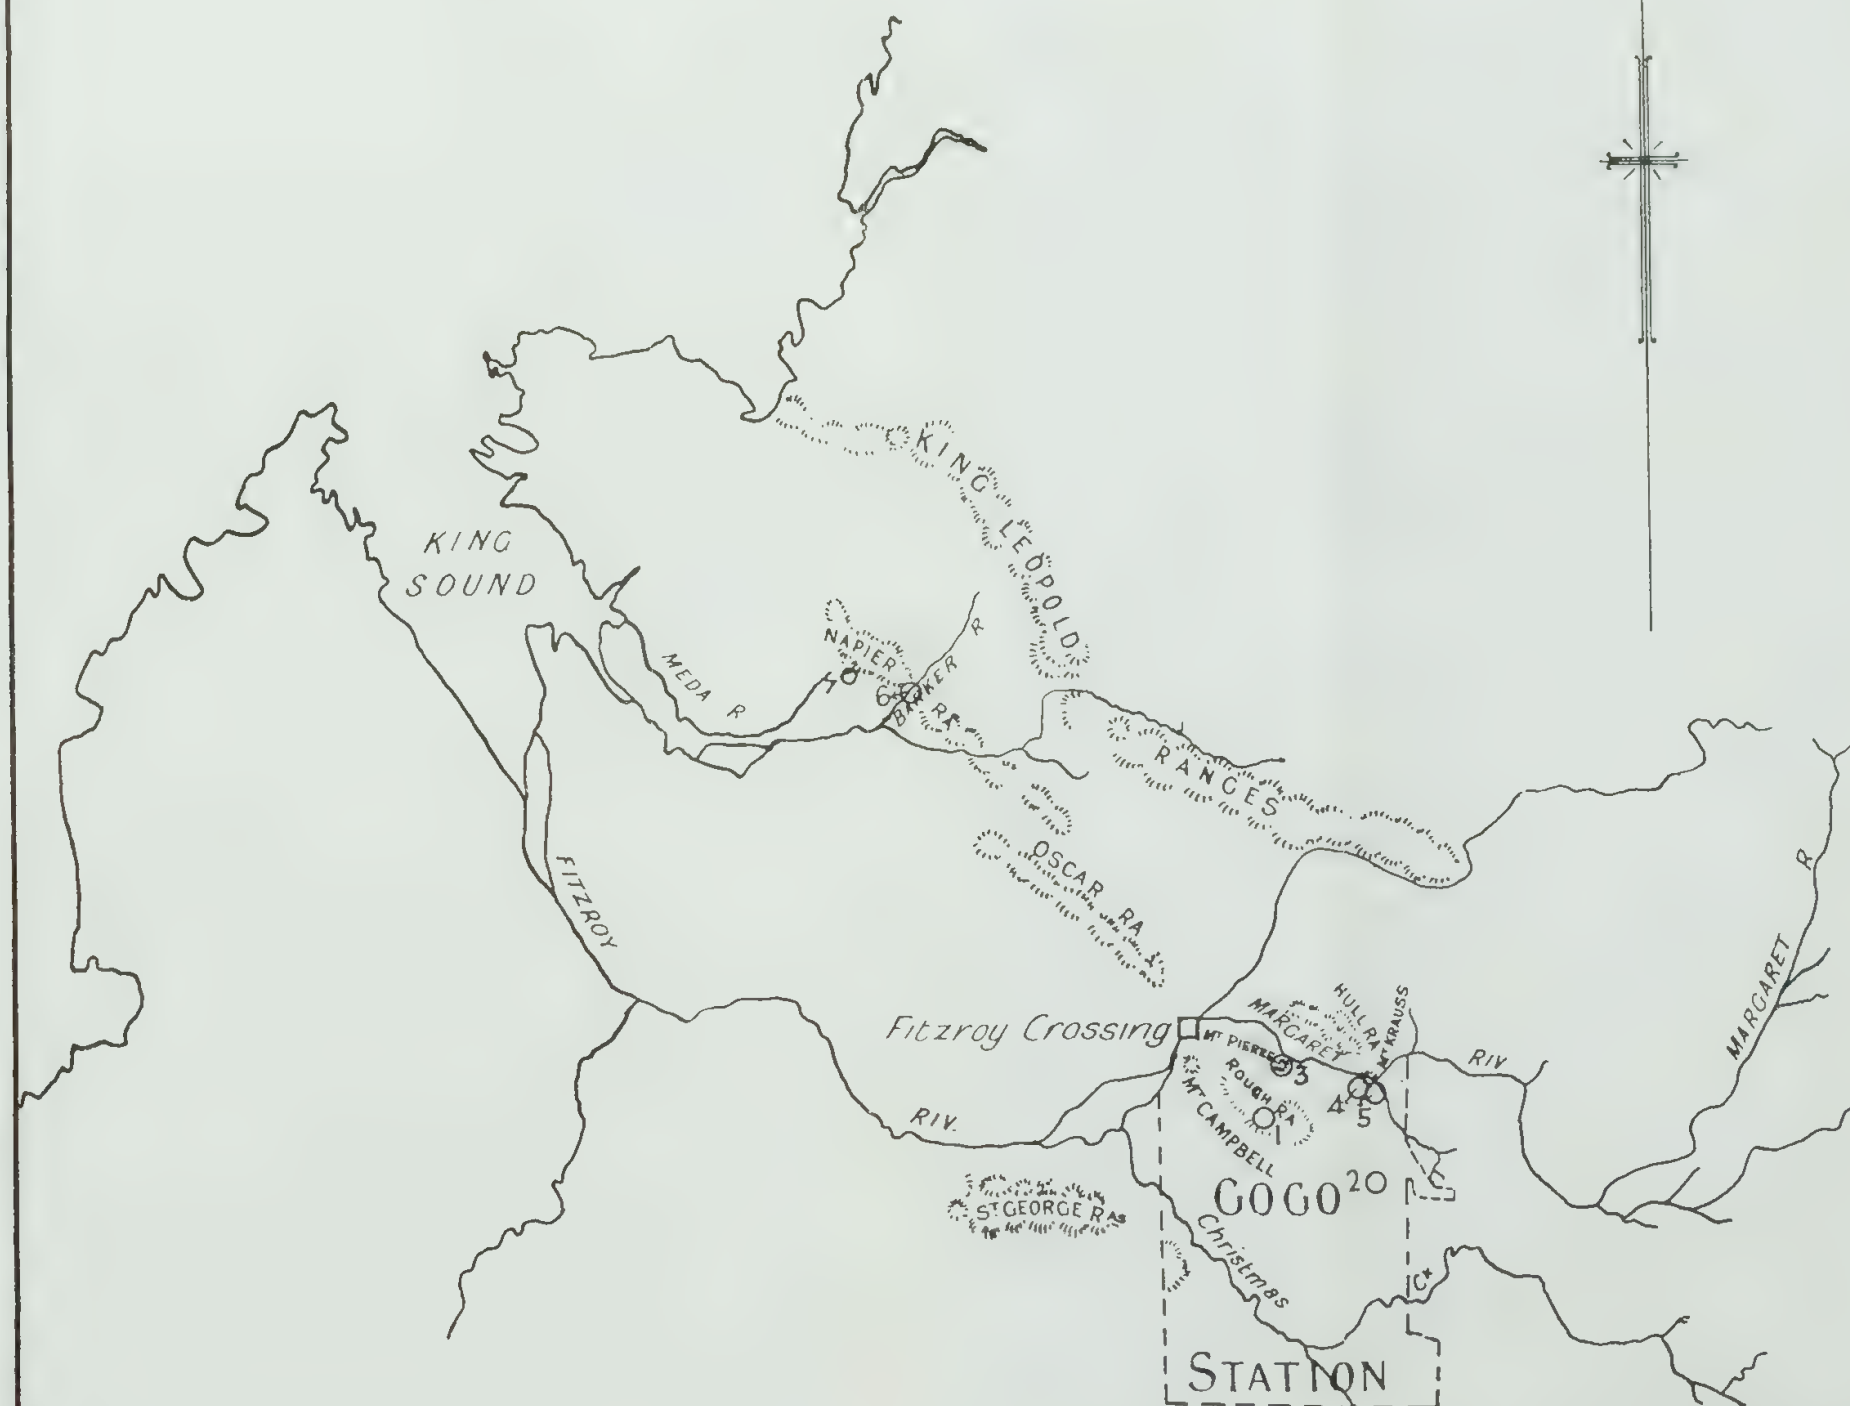 KING LEOPOLD
KING
SOUND
NAPIER
RA
BARKER R
6
MEDA R
RANGES
OSCAR RA
FITZROY
MARGARET R
HULL RA
Mᵀ KRAUSS
MARGARET
Fitzroy Crossing
Mᵀ PIERRE
3
RIV
ROUGH RA
4
5
1
Mᵀ CAMPBELL
RIV.
GOGO
20
Sᵀ GEORGE RAS
Christmas
Cᴷ
STATION